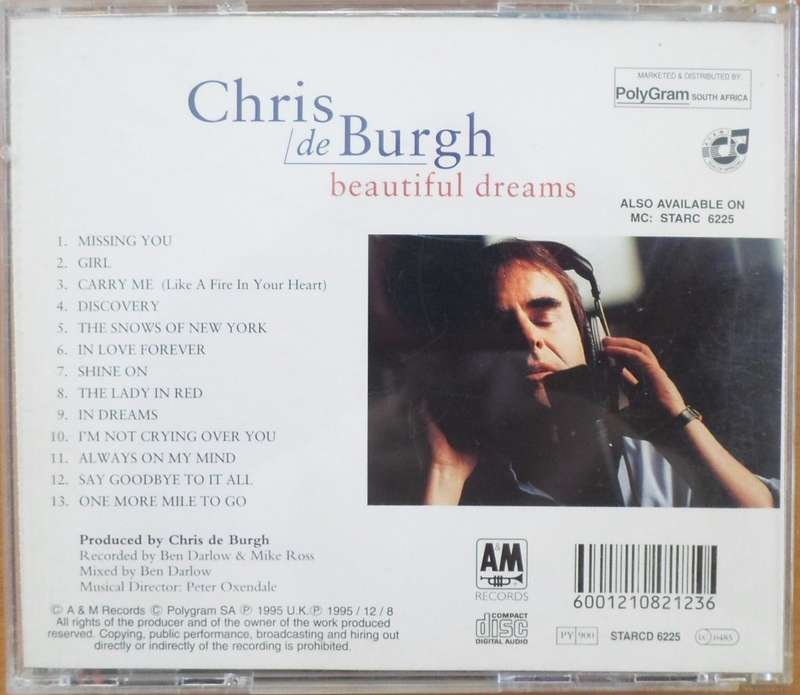 MARKETED & DISTRIBUTED BY:
PolyGram SOUTH AFRICA
Chris
de Burgh
beautiful dreams
ALSO AVAILABLE ON
MC: STARC 6225
1. MISSING YOU
2. GIRL
3. CARRY ME (Like A Fire In Your Heart)
4. DISCOVERY
5. THE SNOWS OF NEW YORK
6. IN LOVE FOREVER
7. SHINE ON
8. THE LADY IN RED
9. IN DREAMS
10. I'M NOT CRYING OVER YOU
11. ALWAYS ON MY MIND
12. SAY GOODBYE TO IT ALL
13. ONE MORE MILE TO GO
Produced by Chris de Burgh
Recorded by Ben Darlow & Mike Ross
Mixed by Ben Darlow
Musical Director: Peter Oxendale
© A & M Records © Polygram SA ℗ 1995 U.K.℗ 1995 / 12 / 8
All rights of the producer and of the owner of the work produced
reserved. Copying, public performance, broadcasting and hiring out
directly or indirectly of the recording is prohibited.
A&M
RECORDS
COMPACT
disc
DIGITAL AUDIO
6001210821236
PY 900
STARCD 6225
LC 0485